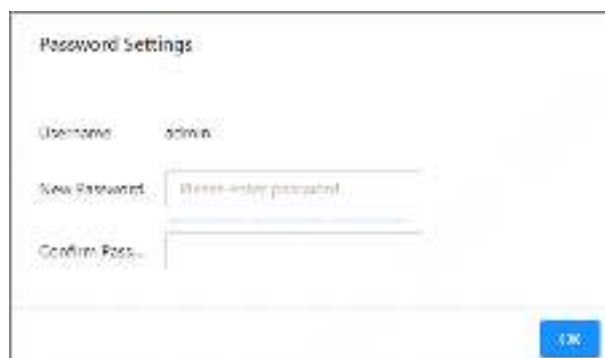 Password Settings
Username admin
New Password Please enter password
Confirm Pass...
OK